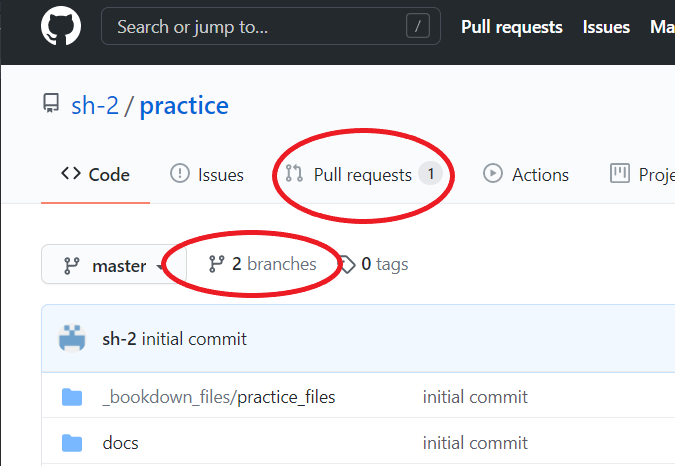 Search or jump to... / Pull requests Issues Ma
sh-2 / practice
Code Issues Pull requests 1 Actions Proje
master 2 branches 0 tags
sh-2 initial commit
_bookdown_files/practice_files initial commit
docs initial commit